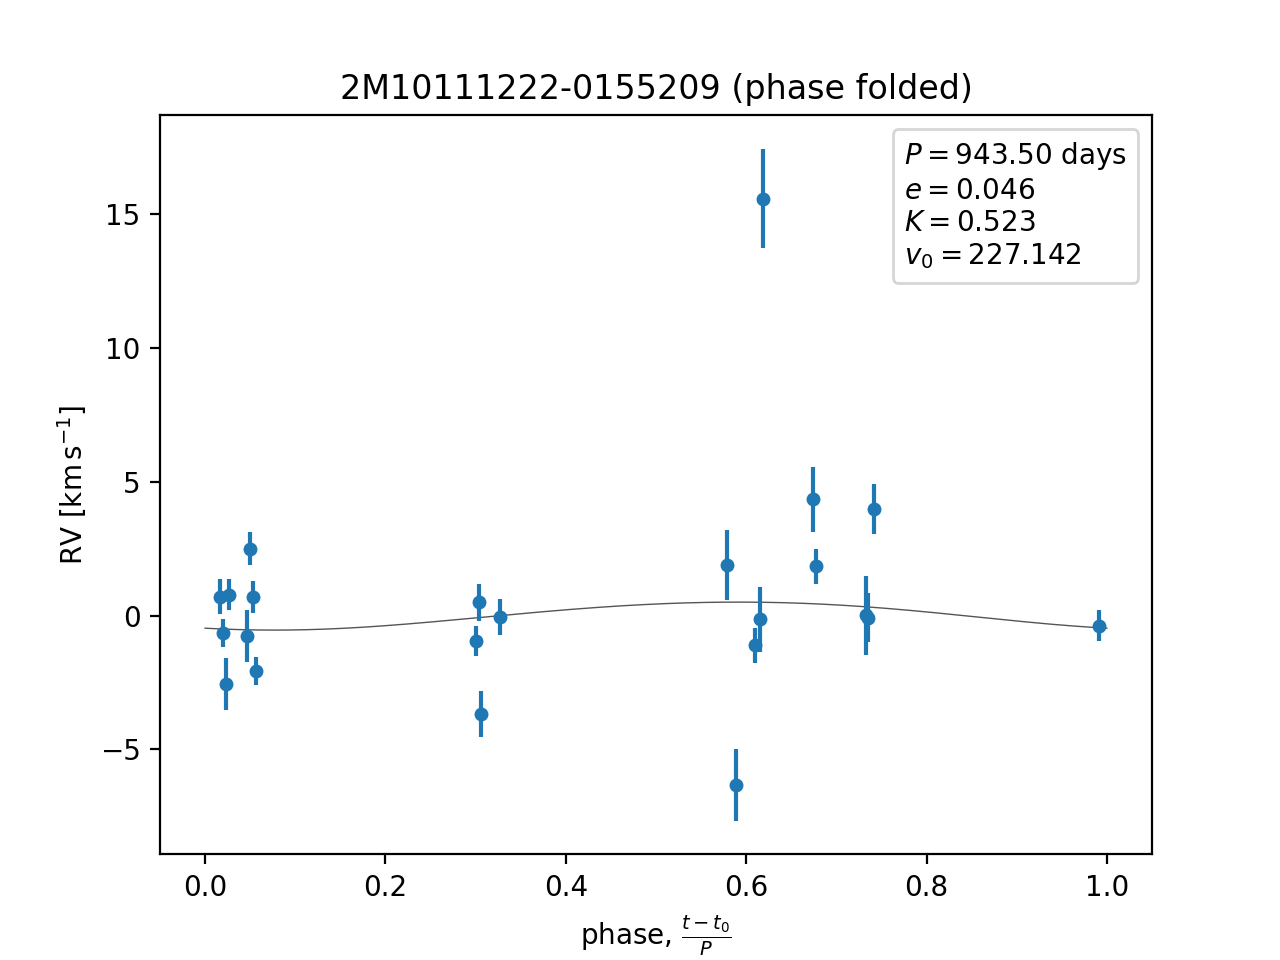 2M10111222-0155209 (phase folded)
P = 943.50 days
e = 0.046
K = 0.523
v₀ = 227.142
15
10
5
0
−5
RV [km s⁻¹]
0.0 0.2 0.4 0.6 0.8 1.0
phase, (t − t₀)/P